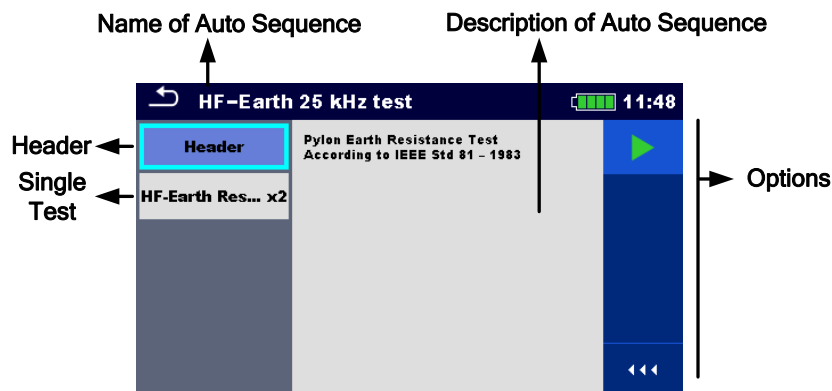 Name of Auto Sequence
Description of Auto Sequence
HF-Earth 25 kHz test
11:48
Header
Header
Pylon Earth Resistance Test
According to IEEE Std 81 – 1983
Options
Single
Test
HF-Earth Res... x2